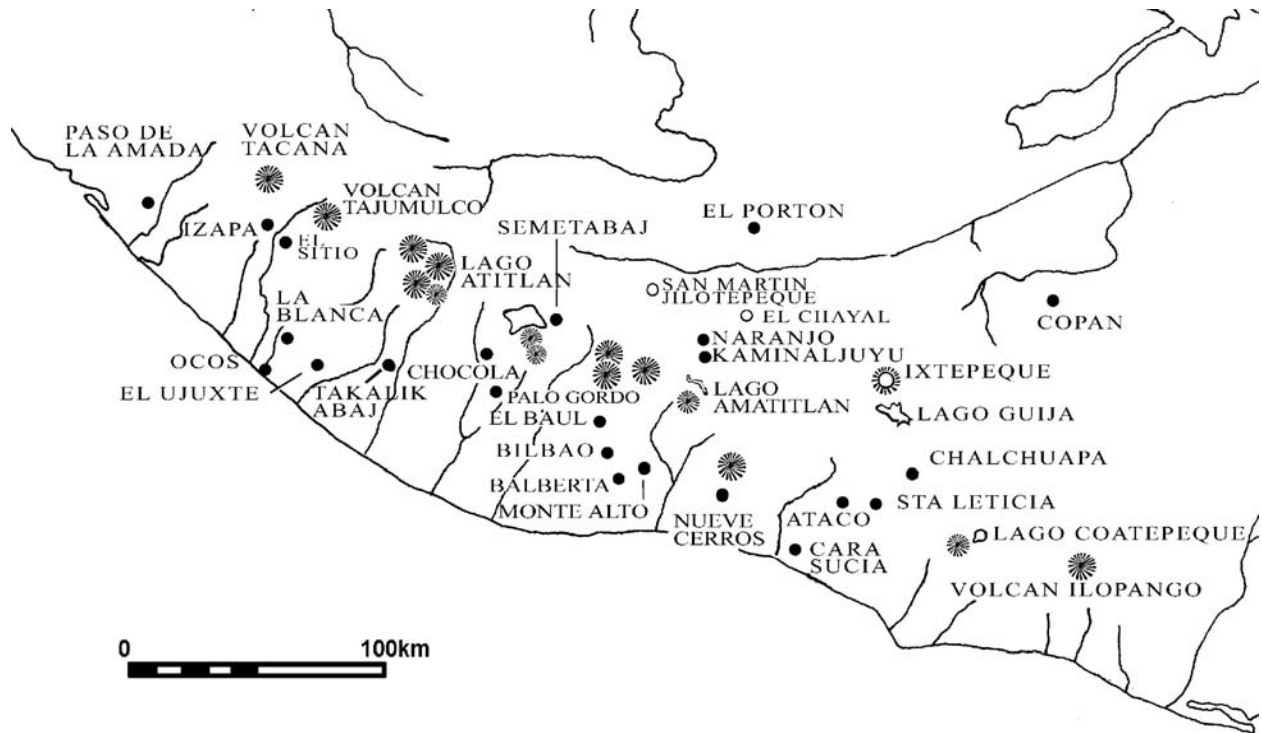 PASO DE
LA AMADA
VOLCAN
TACANA
VOLCAN
TAJUMULCO
IZAPA
EL
SITIO
SEMETABAJ
EL PORTON
LAGO
ATITLAN
SAN MARTIN
JILOTEPEQUE
EL CHAYAL
LA
BLANCA
NARANJO
KAMINALJUYU
COPAN
OCOS
EL UJUXTE
TAKALIK
ABAJ
CHOCOLA
PALO GORDO
LAGO
AMATITLAN
IXTEPEQUE
LAGO GUIJA
EL BAUL
BILBAO
BALBERTA
MONTE ALTO
CHALCHUAPA
NUEVE
CERROS
ATACO
STA LETICIA
CARA
SUCIA
LAGO COATEPEQUE
VOLCAN ILOPANGO
0 100km